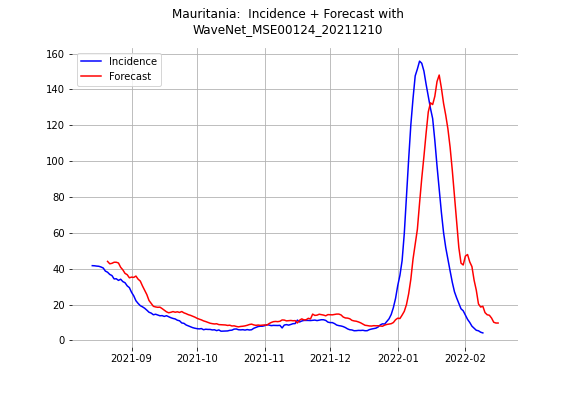 Mauritania:  Incidence + Forecast with
WaveNet_MSE00124_20211210
Incidence
Forecast
160
140
120
100
80
60
40
20
0
2021-09 2021-10 2021-11 2021-12 2022-01 2022-02